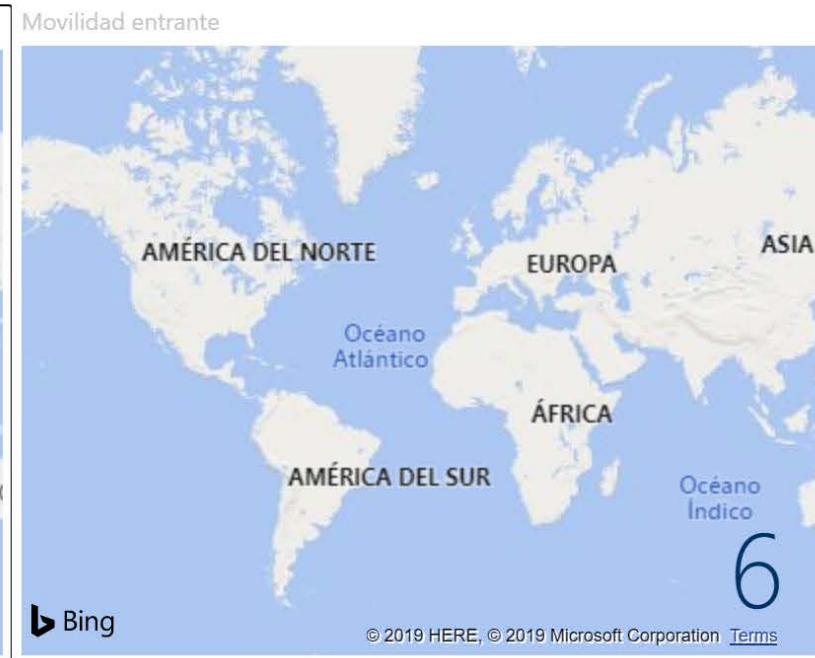 Movilidad entrante
AMÉRICA DEL NORTE
EUROPA
ASIA
Océano
Atlántico
ÁFRICA
AMÉRICA DEL SUR
Océano
Índico
6
Bing
© 2019 HERE, © 2019 Microsoft Corporation Terms